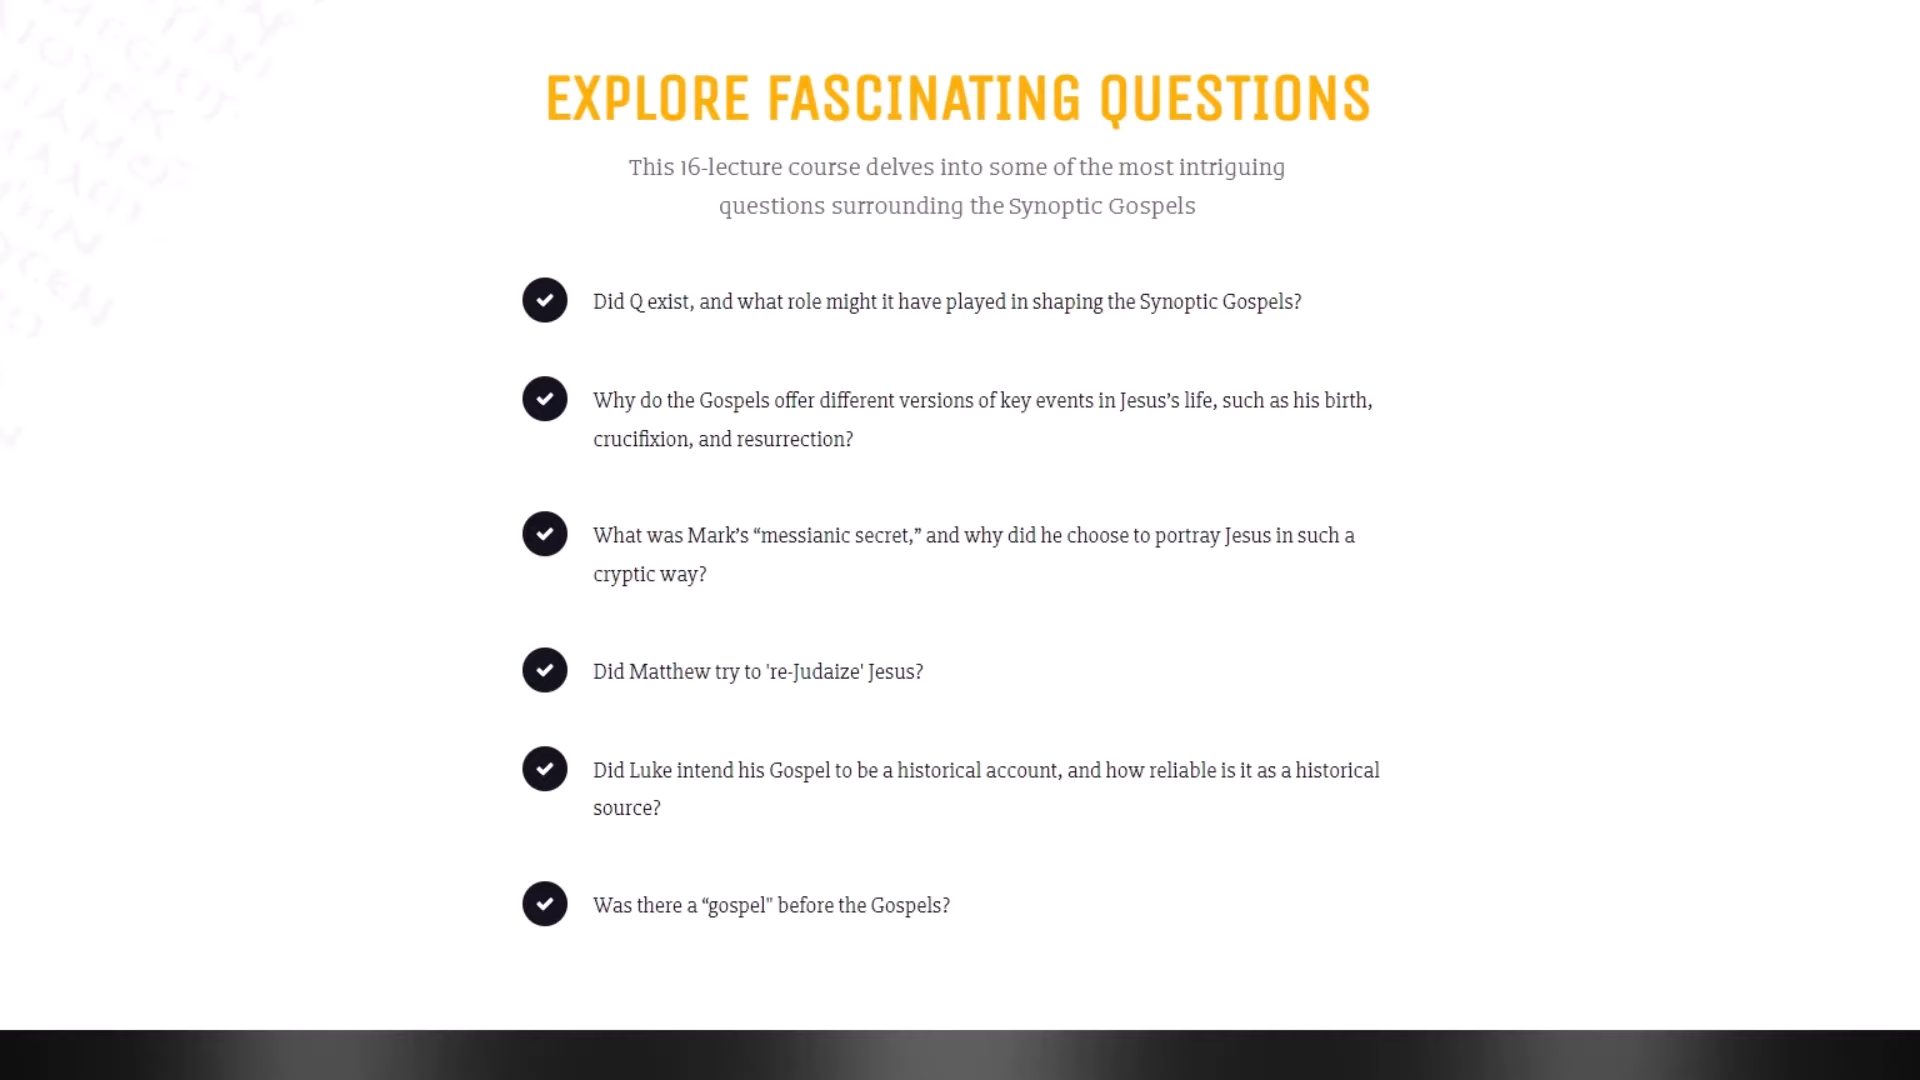 EXPLORE FASCINATING QUESTIONS
This 16-lecture course delves into some of the most intriguing
questions surrounding the Synoptic Gospels
Did Q exist, and what role might it have played in shaping the Synoptic Gospels?
Why do the Gospels offer different versions of key events in Jesus’s life, such as his birth,
crucifixion, and resurrection?
What was Mark’s “messianic secret,” and why did he choose to portray Jesus in such a
cryptic way?
Did Matthew try to 're-Judaize' Jesus?
Did Luke intend his Gospel to be a historical account, and how reliable is it as a historical
source?
Was there a “gospel" before the Gospels?